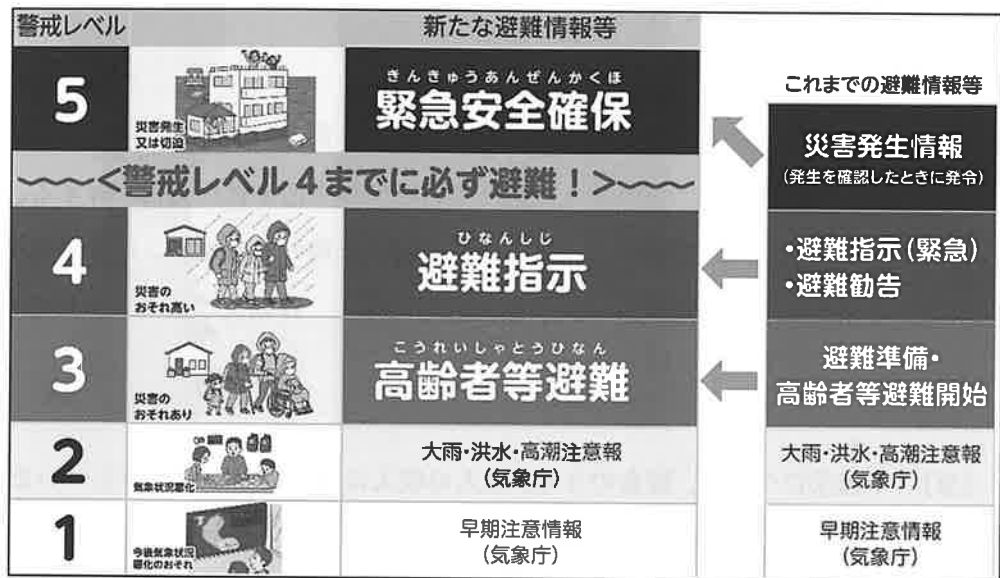 警戒レベル
新たな避難情報等
5
災害発生
又は切迫
きんきゅうあんぜんかくほ
緊急安全確保
〜〜〜<警戒レベル4までに必ず避難！>〜〜〜
4
災害の
おそれ高い
ひなんしじ
避難指示
3
災害の
おそれあり
こうれいしゃとうひなん
高齢者等避難
2
気象状況悪化
大雨・洪水・高潮注意報
(気象庁)
1
今後気象状況
悪化のおそれ
早期注意情報
(気象庁)
これまでの避難情報等
災害発生情報
(発生を確認したときに発令)
・避難指示(緊急)
・避難勧告
避難準備・
高齢者等避難開始
大雨・洪水・高潮注意報
(気象庁)
早期注意情報
(気象庁)